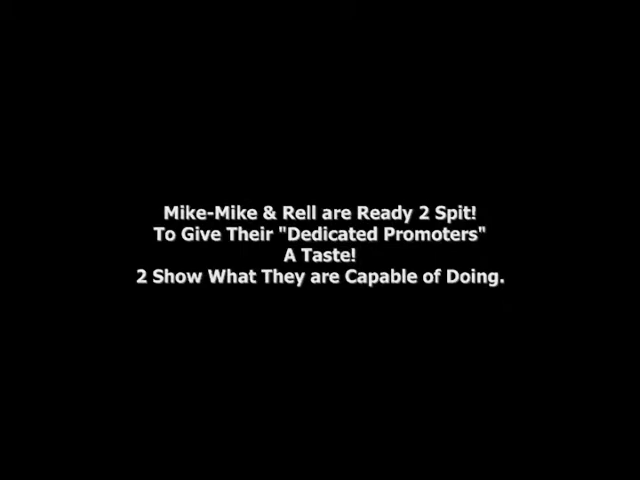 Mike-Mike & Rell are Ready 2 Spit!
To Give Their "Dedicated Promoters"
A Taste!
2 Show What They are Capable of Doing.